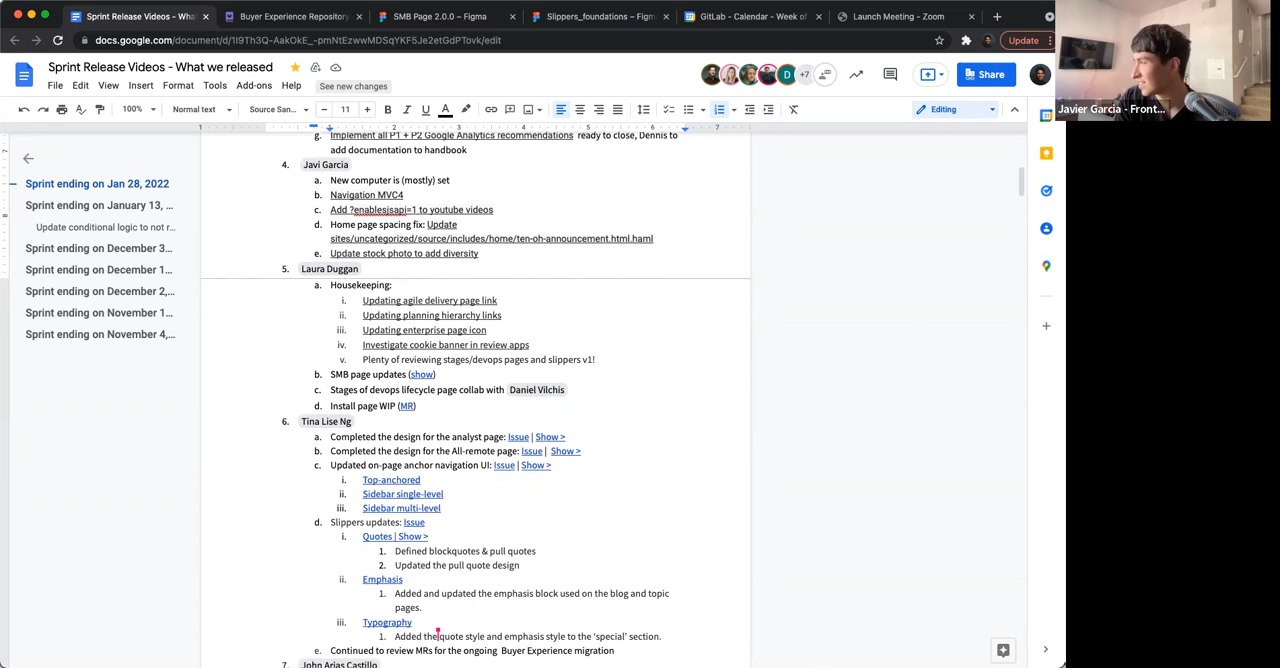 Sprint Release Videos - Wha
Buyer Experience Repository
SMB Page 2.0.0 – Figma
Slippers_foundations – Figma
GitLab - Calendar - Week of
Launch Meeting - Zoom
docs.google.com/document/d/1I9Th3Q-AakOkE_-pmNtEzwwMDSqYKF5Je2etGdPTovk/edit
Update
Sprint Release Videos - What we released
File Edit View Insert Format Tools Add-ons Help
See new changes
D
+7
Share
100%
Normal text
Source San...
11
Editing
Javier Garcia - Front...
1 1 2 3 4 5 6 7
g. Implement all P1 + P2 Google Analytics recommendations ready to close, Dennis to
add documentation to handbook
Sprint ending on Jan 28, 2022
Sprint ending on January 13, ...
Update conditional logic to not r...
Sprint ending on December 3...
Sprint ending on December 1...
Sprint ending on December 2,...
Sprint ending on November 1...
Sprint ending on November 4,...
4. Javi Garcia
a. New computer is (mostly) set
b. Navigation MVC4
c. Add ?enablesjsapi=1 to youtube videos
d. Home page spacing fix: Update
sites/uncategorized/source/includes/home/ten-oh-announcement.html.haml
e. Update stock photo to add diversity
5. Laura Duggan
a. Housekeeping:
i. Updating agile delivery page link
ii. Updating planning hierarchy links
iii. Updating enterprise page icon
iv. Investigate cookie banner in review apps
v. Plenty of reviewing stages/devops pages and slippers v1!
b. SMB page updates (show)
c. Stages of devops lifecycle page collab with Daniel Vilchis
d. Install page WIP (MR)
6. Tina Lise Ng
a. Completed the design for the analyst page: Issue | Show >
b. Completed the design for the All-remote page: Issue | Show >
c. Updated on-page anchor navigation UI: Issue | Show >
i. Top-anchored
ii. Sidebar single-level
iii. Sidebar multi-level
d. Slippers updates: Issue
i. Quotes | Show >
1. Defined blockquotes & pull quotes
2. Updated the pull quote design
ii. Emphasis
1. Added and updated the emphasis block used on the blog and topic
pages.
iii. Typography
1. Added the quote style and emphasis style to the 'special' section.
e. Continued to review MRs for the ongoing Buyer Experience migration
7. John Arias Castillo